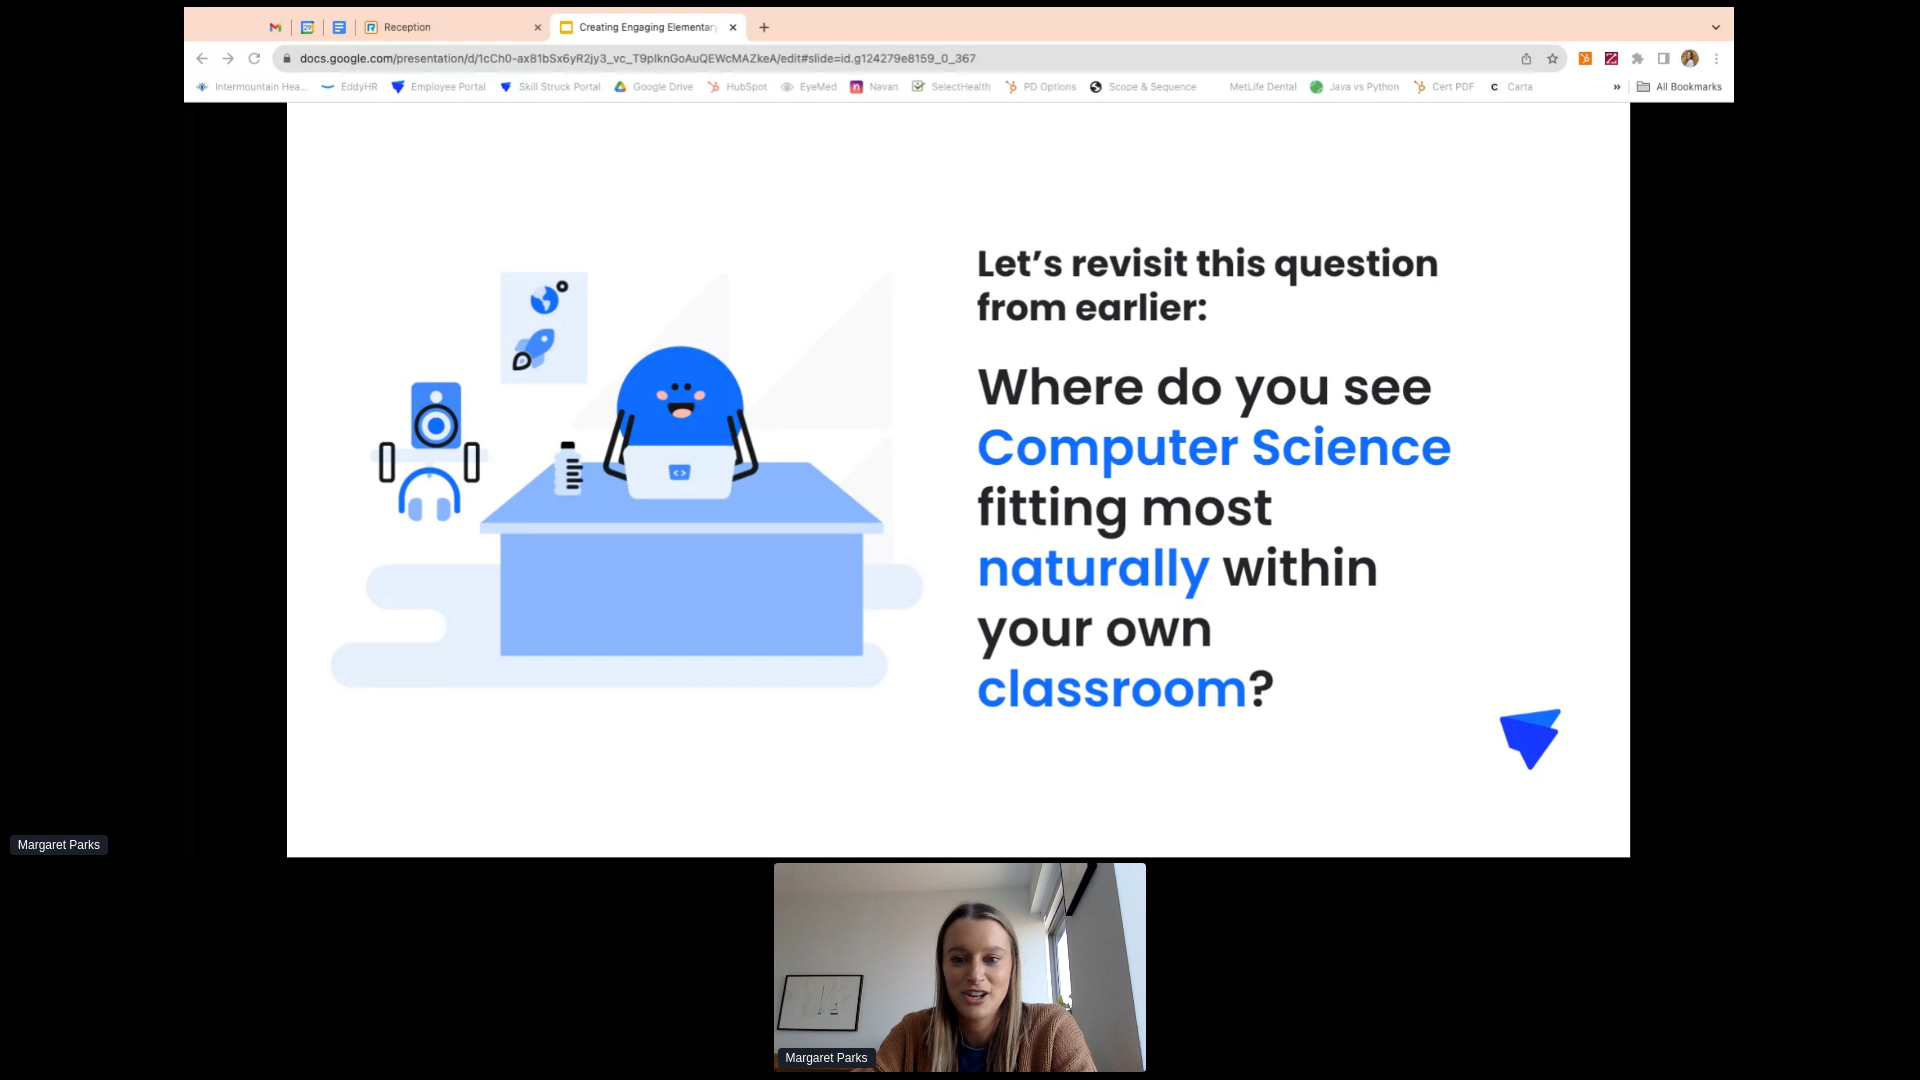 Reception
Creating Engaging Elementary
docs.google.com/presentation/d/1cCh0-ax81bSx6yR2jy3_vc_T9pIknGoAuQEWcMAZkeA/edit#slide=id.g124279e8159_0_367
Intermountain Hea... EddyHR Employee Portal Skill Struck Portal Google Drive HubSpot EyeMed Navan SelectHealth PD Options Scope & Sequence MetLife Dental Java vs Python Cert PDF Carta » All Bookmarks
Let's revisit this question
from earlier:
Where do you see
Computer Science
fitting most
naturally within
your own
classroom?
Margaret Parks
Margaret Parks